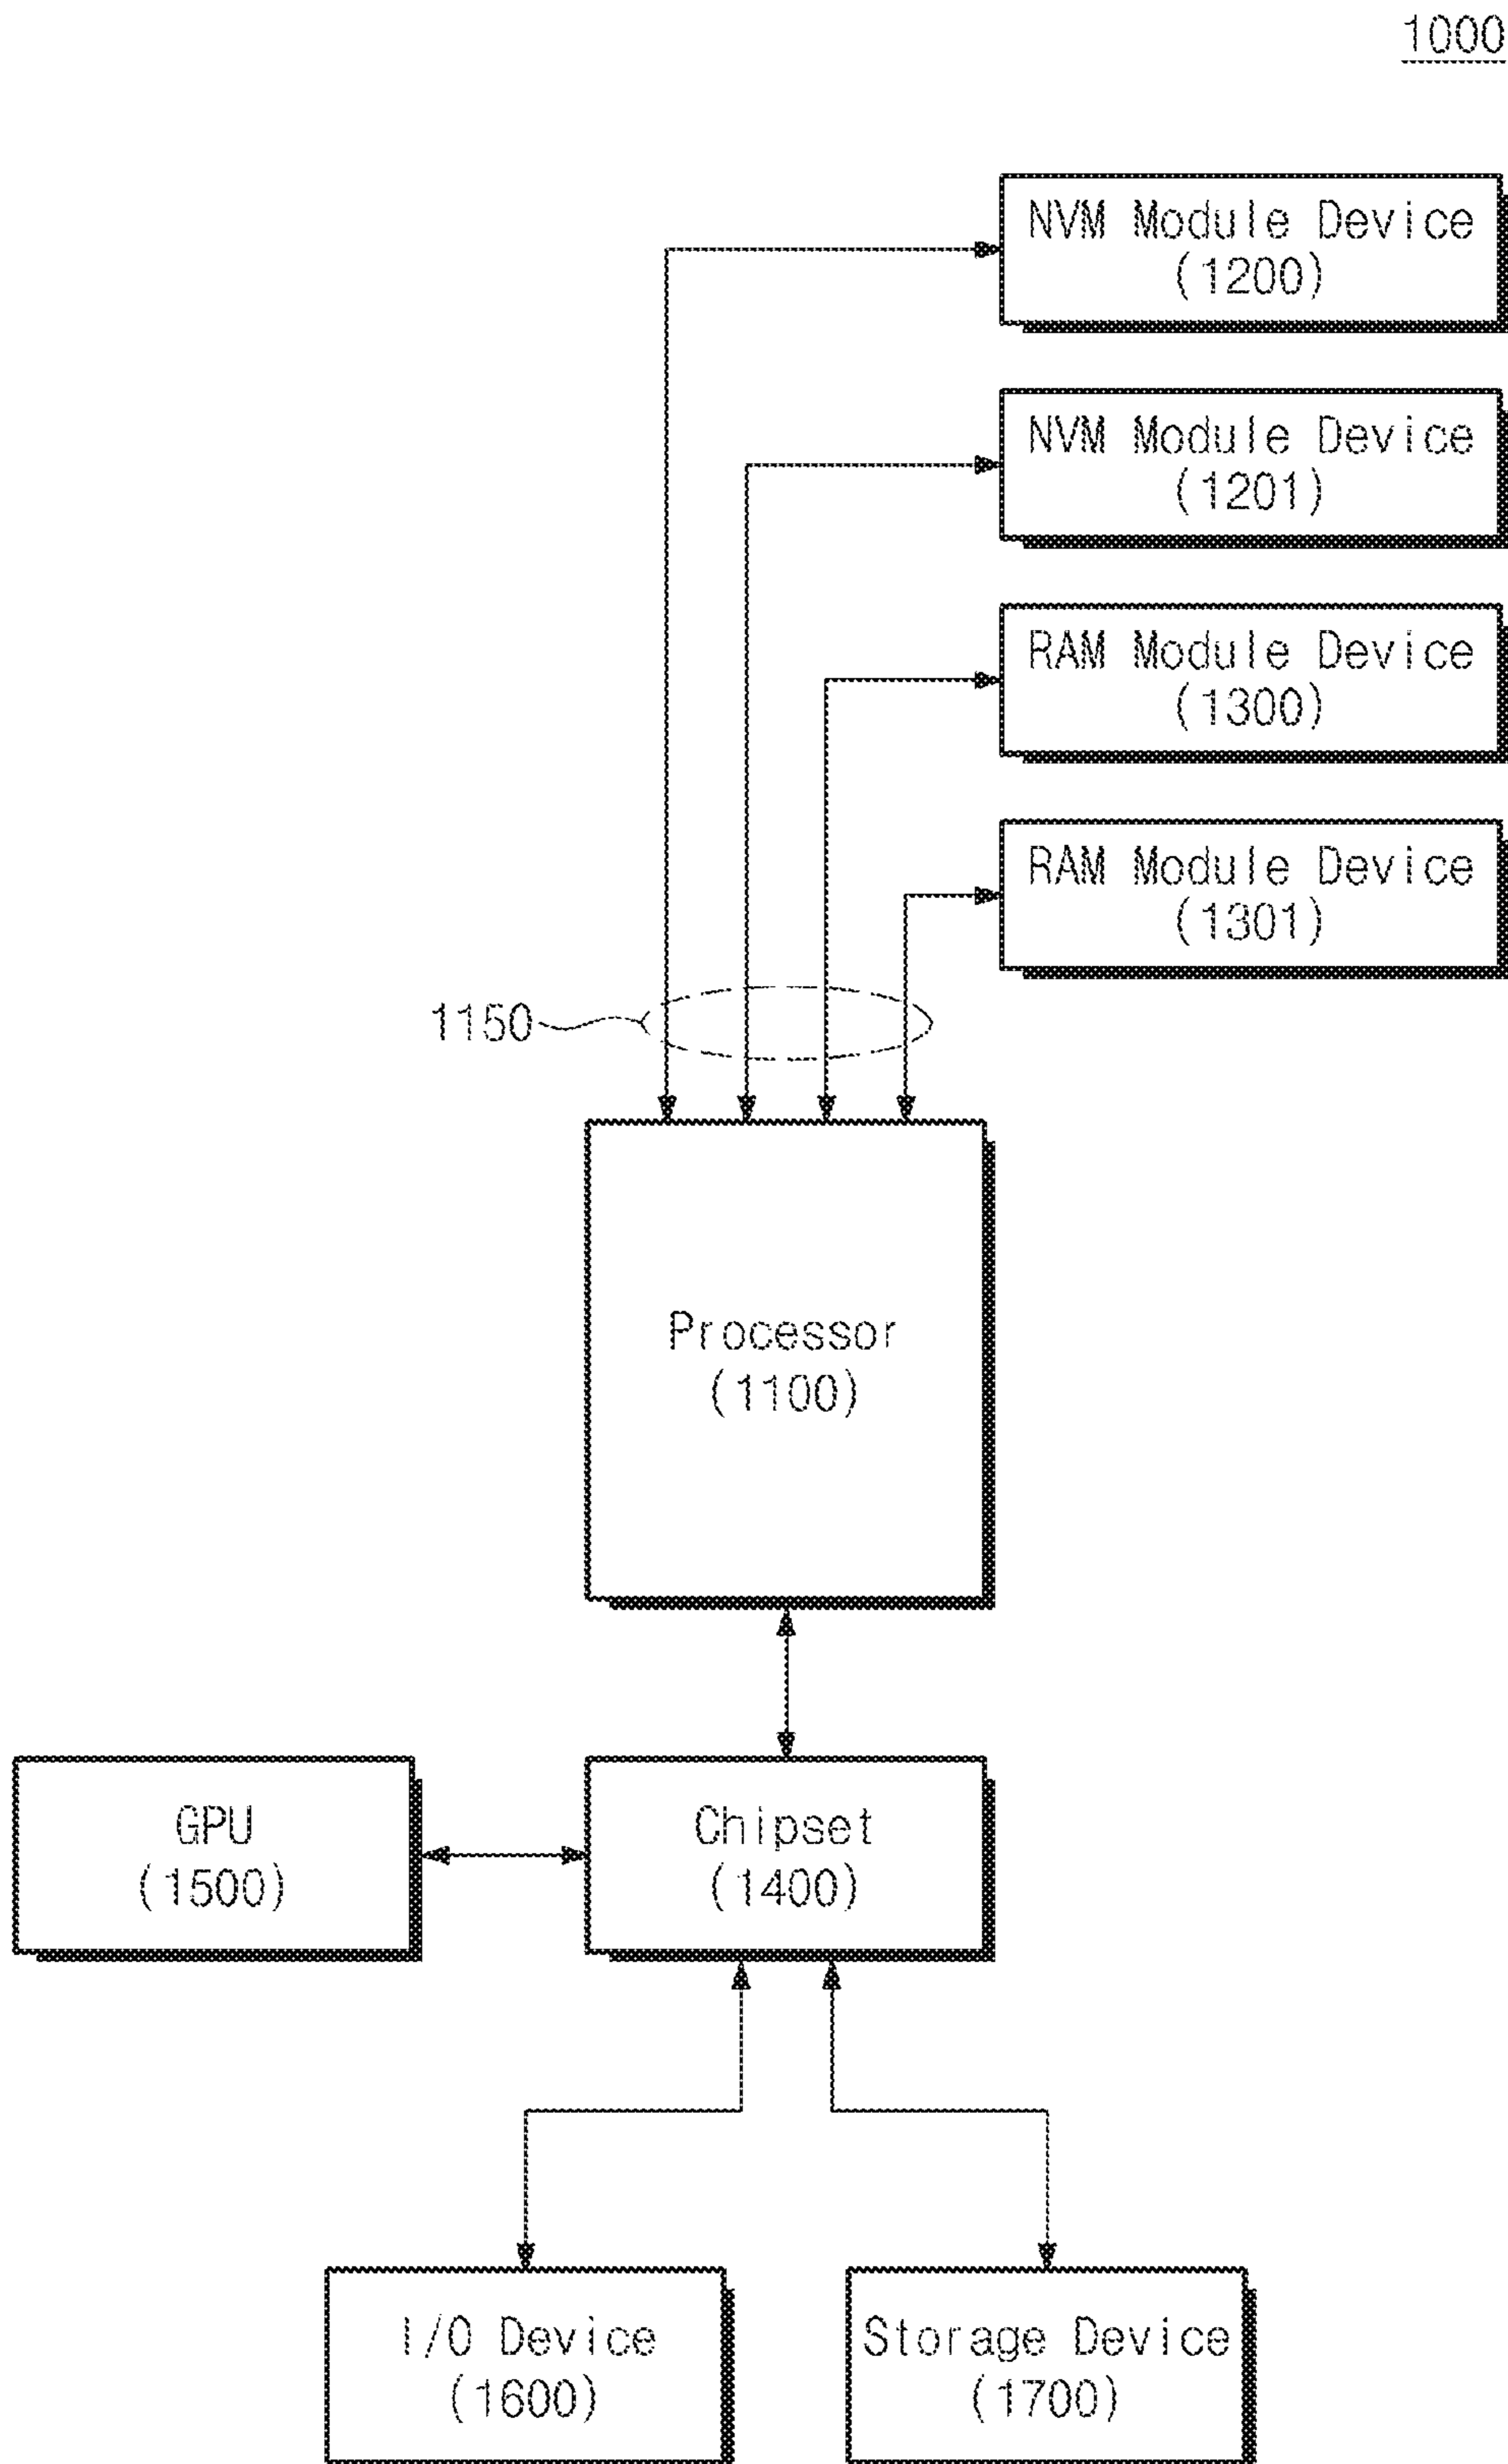 1000
NVM Module Device
(1200)
NVM Module Device
(1201)
RAM Module Device
(1300)
RAM Module Device
(1301)
1150
Processor
(1100)
GPU
(1500)
Chipset
(1400)
I/O Device
(1600)
Storage Device
(1700)